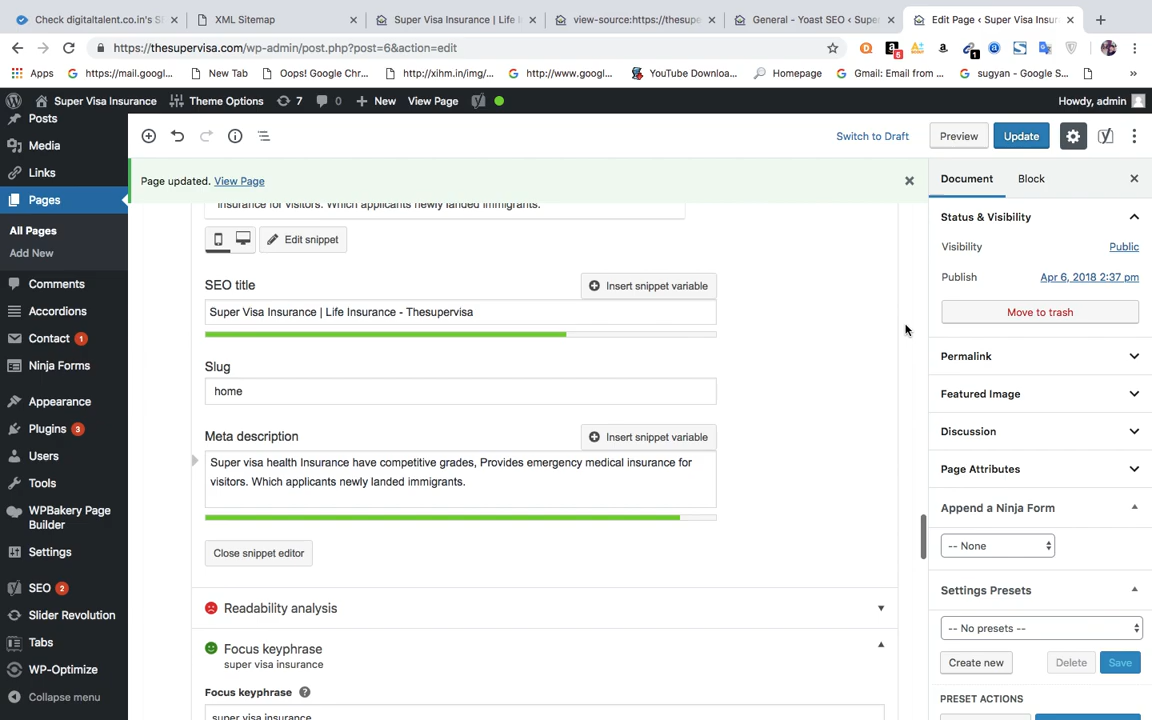 Check digitaltalent.co.in's S
XML Sitemap
Super Visa Insurance | Life I
view-source:https://thesupe
General - Yoast SEO ‹ Super
Edit Page ‹ Super Visa Insur
https://thesupervisa.com/wp-admin/post.php?post=6&action=edit
5
1
Apps
https://mail.googl...
New Tab
Oops! Google Chr...
http://xihm.in/img/...
http://www.googl...
YouTube Downloa...
Homepage
Gmail: Email from ...
sugyan - Google S...
Super Visa Insurance
Theme Options
7
0
New
View Page
Howdy, admin
Posts
Media
Links
Pages
All Pages
Add New
Comments
Accordions
Contact 1
Ninja Forms
Appearance
Plugins 3
Users
Tools
WPBakery Page
Builder
Settings
SEO 2
Slider Revolution
Tabs
WP-Optimize
Collapse menu
Switch to Draft
Preview
Update
Page updated. View Page
insurance for visitors. Which applicants newly landed immigrants.
Edit snippet
SEO title
Insert snippet variable
Super Visa Insurance | Life Insurance - Thesupervisa
Slug
home
Meta description
Insert snippet variable
Super visa health Insurance have competitive grades, Provides emergency medical insurance for
visitors. Which applicants newly landed immigrants.
Close snippet editor
Readability analysis
Focus keyphrase
super visa insurance
Focus keyphrase
super visa insurance
Document
Block
Status & Visibility
Visibility
Public
Publish
Apr 6, 2018 2:37 pm
Move to trash
Permalink
Featured Image
Discussion
Page Attributes
Append a Ninja Form
-- None
Settings Presets
-- No presets --
Create new
Delete
Save
PRESET ACTIONS